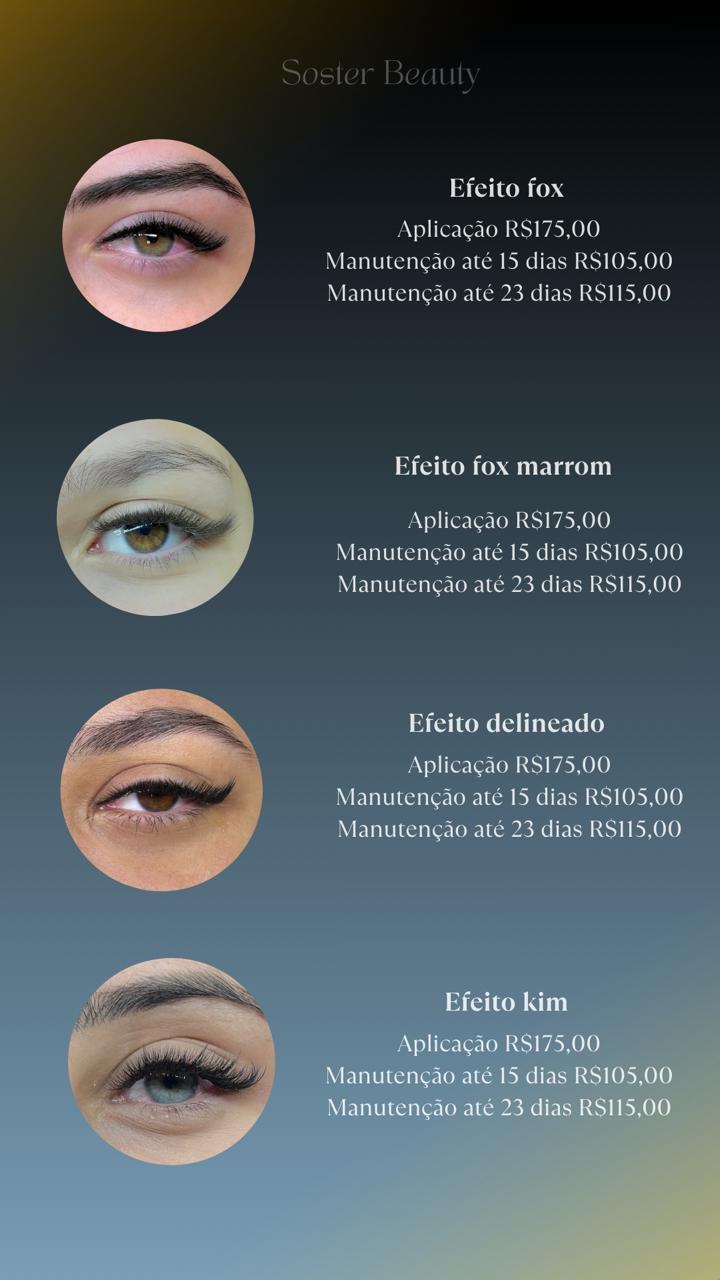 Soster Beauty
Efeito fox
Aplicação R$175,00
Manutenção até 15 dias R$105,00
Manutenção até 23 dias R$115,00
Efeito fox marrom
Aplicação R$175,00
Manutenção até 15 dias R$105,00
Manutenção até 23 dias R$115,00
Efeito delineado
Aplicação R$175,00
Manutenção até 15 dias R$105,00
Manutenção até 23 dias R$115,00
Efeito kim
Aplicação R$175,00
Manutenção até 15 dias R$105,00
Manutenção até 23 dias R$115,00